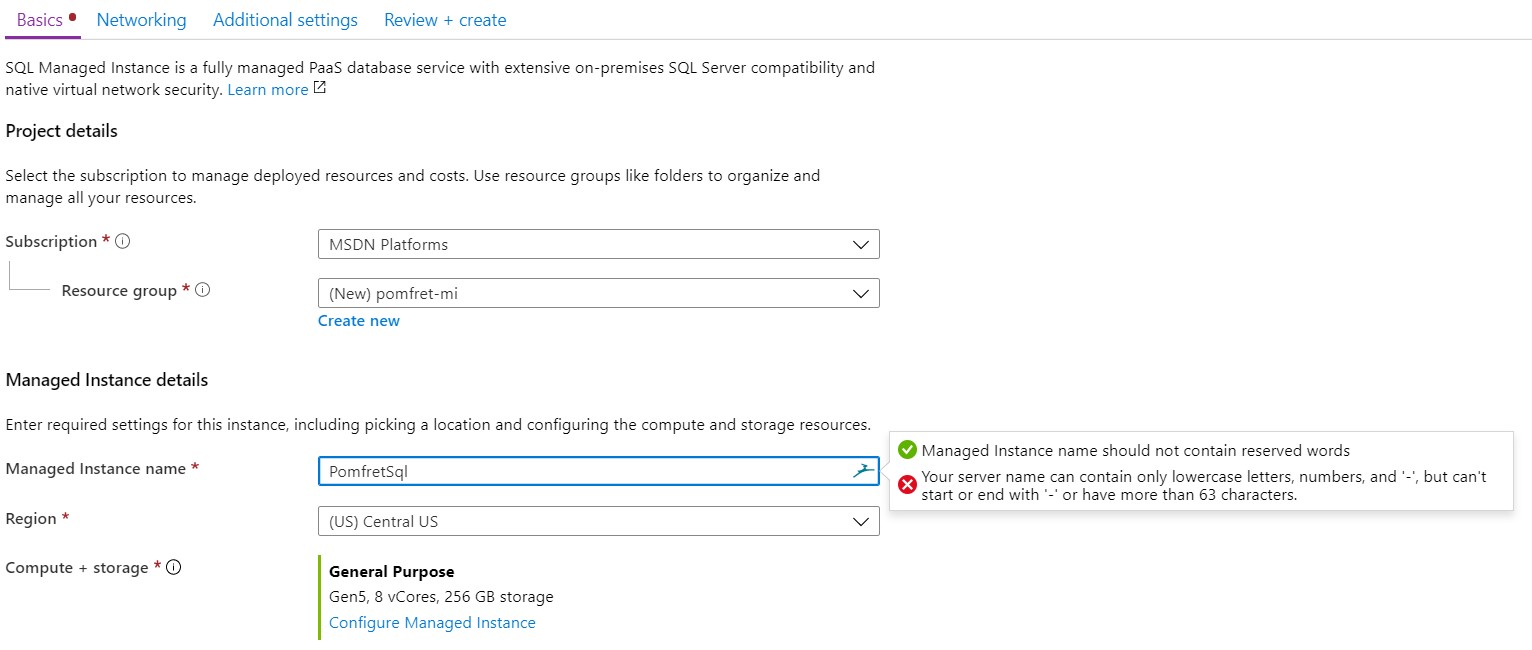 Basics Networking Additional settings Review + create
SQL Managed Instance is a fully managed PaaS database service with extensive on-premises SQL Server compatibility and
native virtual network security. Learn more
Project details
Select the subscription to manage deployed resources and costs. Use resource groups like folders to organize and
manage all your resources.
Subscription * MSDN Platforms
Resource group * (New) pomfret-mi
Create new
Managed Instance details
Enter required settings for this instance, including picking a location and configuring the compute and storage resources.
Managed Instance name should not contain reserved words
Managed Instance name * PomfretSql
Your server name can contain only lowercase letters, numbers, and '-', but can't
start or end with '-' or have more than 63 characters.
Region * (US) Central US
Compute + storage * General Purpose
Gen5, 8 vCores, 256 GB storage
Configure Managed Instance